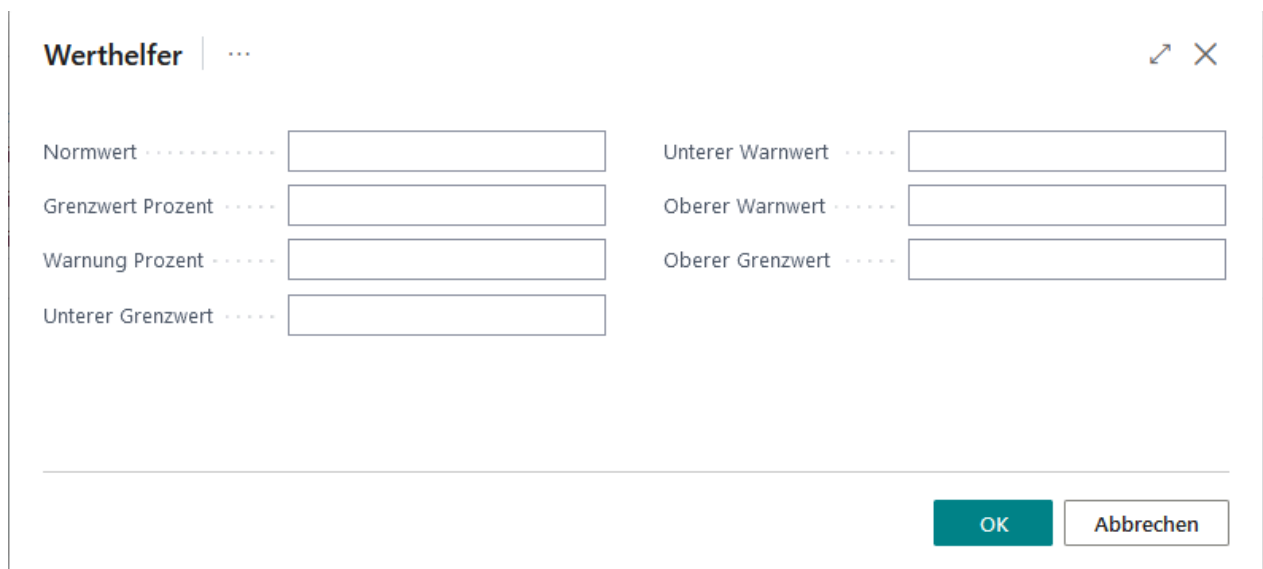 Werthelfer ...
Normwert
Grenzwert Prozent
Warnung Prozent
Unterer Grenzwert
Unterer Warnwert
Oberer Warnwert
Oberer Grenzwert
OK
Abbrechen